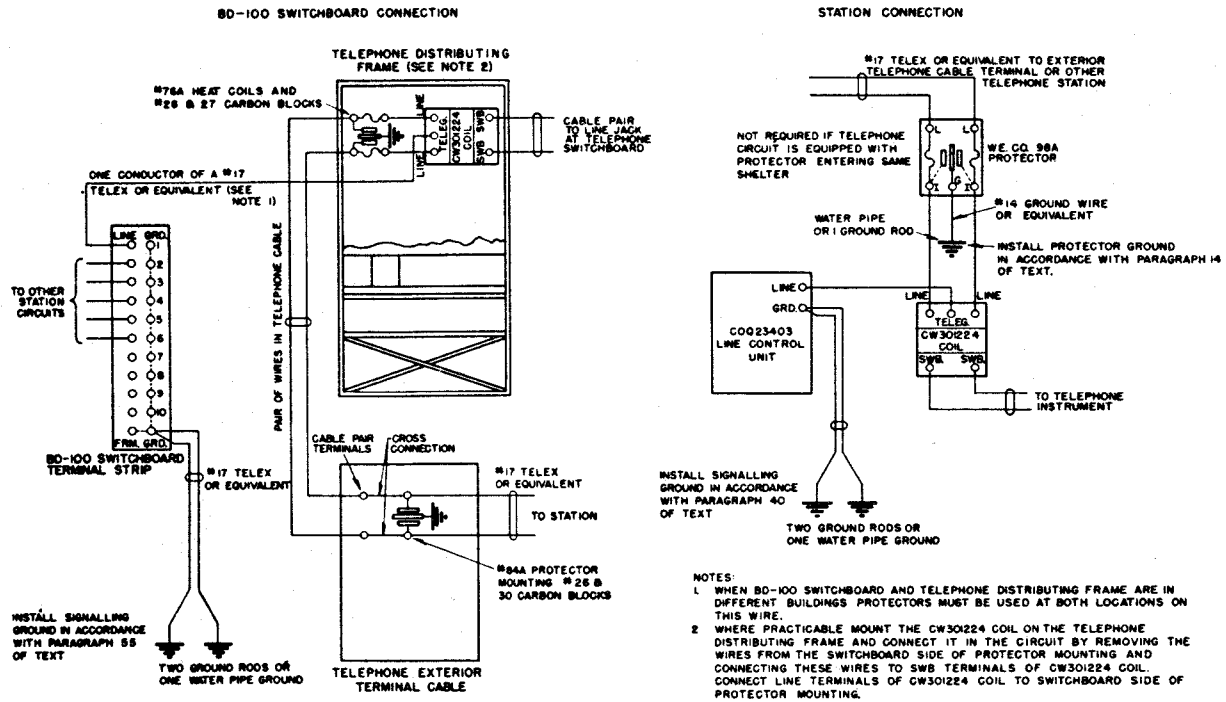 BD-100 SWITCHBOARD CONNECTION
TELEPHONE DISTRIBUTING
FRAME (SEE NOTE 2)
#76A HEAT COILS AND
#26 & 27 CARBON BLOCKS
LINE
LINE
TELEG.
CW301224
COIL
SWB
SWB
CABLE PAIR
TO LINE JACK
AT TELEPHONE
SWITCHBOARD
ONE CONDUCTOR OF A #17
TELEX OR EQUIVALENT (SEE
NOTE 1)
LINE GRD.
1
2
3
4
5
6
7
8
9
10
FRM. GRD.
TO OTHER
STATION
CIRCUITS
BD-100 SWITCHBOARD
TERMINAL STRIP
PAIR OF WIRES IN TELEPHONE CABLE
#17 TELEX
OR EQUIVALENT
CABLE PAIR
TERMINALS
CROSS
CONNECTION
#17 TELEX
OR EQUIVALENT
TO STATION
#84A PROTECTOR
MOUNTING #26 &
30 CARBON BLOCKS
INSTALL SIGNALLING
GROUND IN ACCORDANCE
WITH PARAGRAPH 55
OF TEXT
TWO GROUND RODS OR
ONE WATER PIPE GROUND
TELEPHONE EXTERIOR
TERMINAL CABLE
STATION CONNECTION
#17 TELEX OR EQUIVALENT TO EXTERIOR
TELEPHONE CABLE TERMINAL OR OTHER
TELEPHONE STATION
NOT REQUIRED IF TELEPHONE
CIRCUIT IS EQUIPPED WITH
PROTECTOR ENTERING SAME
SHELTER
L L
I G I
W.E. CO. 98A
PROTECTOR
#14 GROUND WIRE
OR EQUIVALENT
WATER PIPE
OR 1 GROUND ROD
INSTALL PROTECTOR GROUND
IN ACCORDANCE WITH PARAGRAPH 14
OF TEXT.
LINE
GRD.
COQ23403
LINE CONTROL
UNIT
LINE LINE
TELEG.
CW301224
COIL
SWB. SWB.
TO TELEPHONE
INSTRUMENT
INSTALL SIGNALLING
GROUND IN ACCORDANCE
WITH PARAGRAPH 40
OF TEXT
TWO GROUND RODS OR
ONE WATER PIPE GROUND
NOTES:
1. WHEN BD-100 SWITCHBOARD AND TELEPHONE DISTRIBUTING FRAME ARE IN
DIFFERENT BUILDINGS PROTECTORS MUST BE USED AT BOTH LOCATIONS ON
THIS WIRE.
2 WHERE PRACTICABLE MOUNT THE CW301224 COIL ON THE TELEPHONE
DISTRIBUTING FRAME AND CONNECT IT IN THE CIRCUIT BY REMOVING THE
WIRES FROM THE SWITCHBOARD SIDE OF PROTECTOR MOUNTING AND
CONNECTING THESE WIRES TO SWB TERMINALS OF CW301224 COIL.
CONNECT LINE TERMINALS OF CW301224 COIL TO SWITCHBOARD SIDE OF
PROTECTOR MOUNTING.